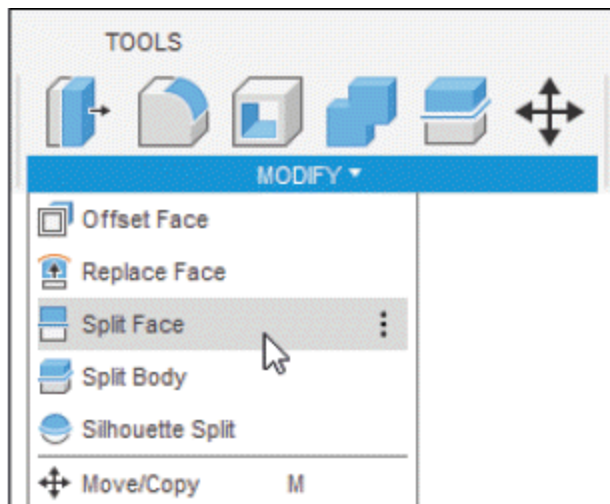 TOOLS
MODIFY
Offset Face
Replace Face
Split Face
Split Body
Silhouette Split
Move/Copy M